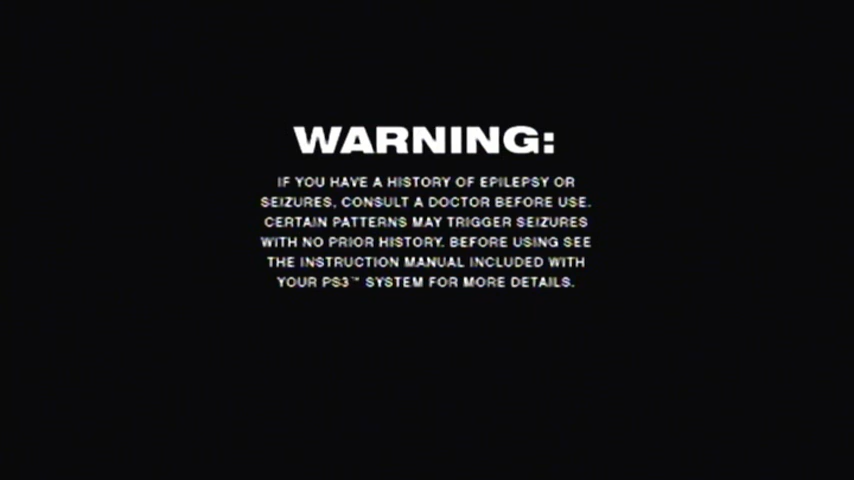 WARNING:
IF YOU HAVE A HISTORY OF EPILEPSY OR
SEIZURES, CONSULT A DOCTOR BEFORE USE.
CERTAIN PATTERNS MAY TRIGGER SEIZURES
WITH NO PRIOR HISTORY. BEFORE USING SEE
THE INSTRUCTION MANUAL INCLUDED WITH
YOUR PS3™ SYSTEM FOR MORE DETAILS.